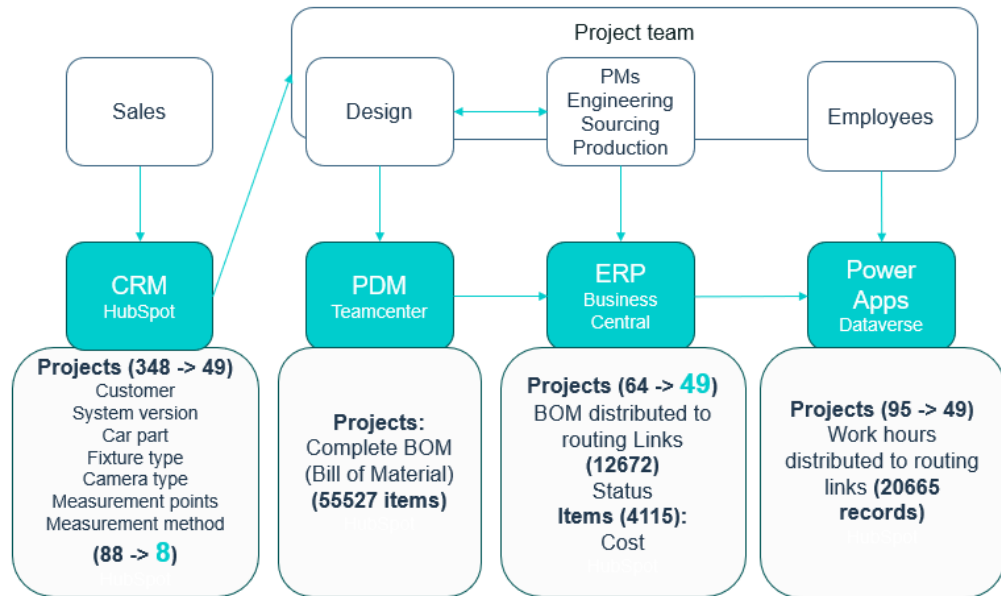 Project team
Sales
Design
PMs
Engineering
Sourcing
Production
Employees
CRM
HubSpot
PDM
Teamcenter
ERP
Business
Central
Power
Apps
Dataverse
Projects (348 -> 49)
Customer
System version
Car part
Fixture type
Camera type
Measurement points
Measurement method
(88 -> 8)
Projects:
Complete BOM
(Bill of Material)
(55527 items)
Projects (64 -> 49)
BOM distributed to
routing Links
(12672)
Status
Items (4115):
Cost
Projects (95 -> 49)
Work hours
distributed to routing
links (20665
records)